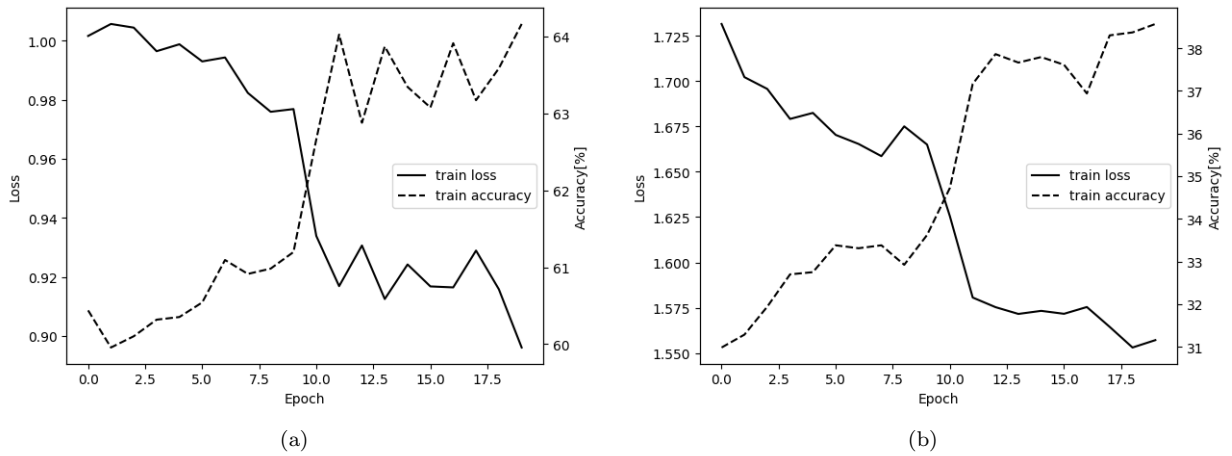 1.00
0.98
0.96
0.94
0.92
0.90
Loss
64
63
62
61
60
Accuracy[%]
train loss
train accuracy
0.0 2.5 5.0 7.5 10.0 12.5 15.0 17.5
Epoch
(a)
1.725
1.700
1.675
1.650
1.625
1.600
1.575
1.550
Loss
38
37
36
35
34
33
32
31
Accuracy[%]
train loss
train accuracy
0.0 2.5 5.0 7.5 10.0 12.5 15.0 17.5
Epoch
(b)